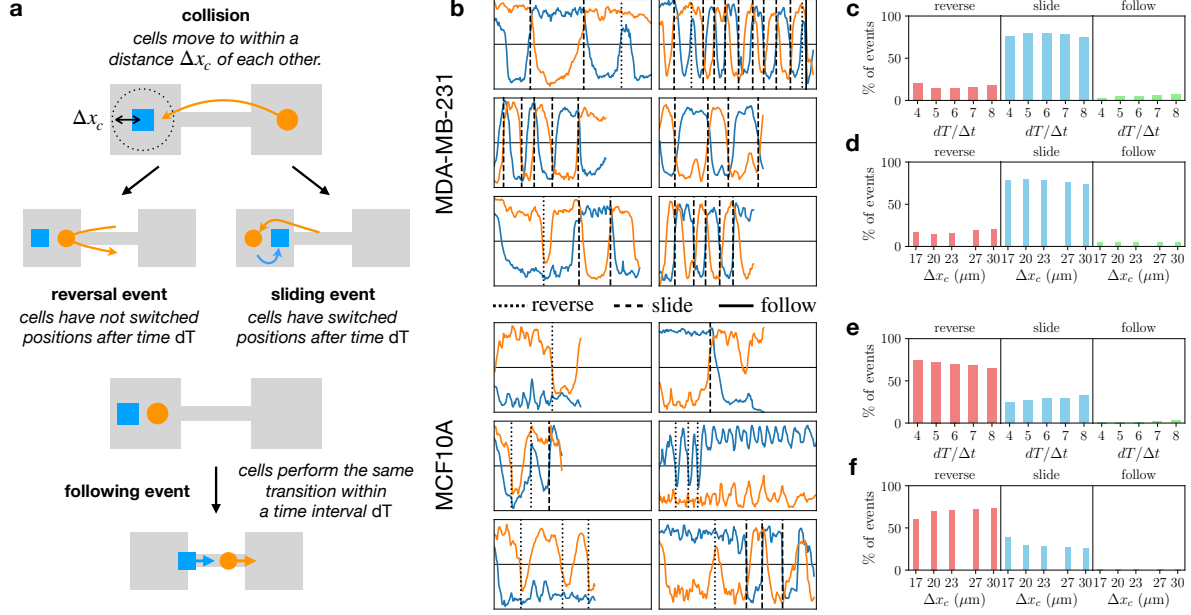 a
collision
cells move to within a
distance Δx_c of each other.
Δx_c
reversal event
cells have not switched
positions after time dT
sliding event
cells have switched
positions after time dT
following event
cells perform the same
transition within
a time interval dT
b
MDA-MB-231
reverse slide follow
MCF10A
c
reverse slide follow
% of events
100
50
0
4 5 6 7 8 4 5 6 7 8 4 5 6 7 8
dT/Δt dT/Δt dT/Δt
d
reverse slide follow
% of events
100
50
0
17 20 23 27 30 17 20 23 27 30 17 20 23 27 30
Δx_c (μm) Δx_c (μm) Δx_c (μm)
e
reverse slide follow
% of events
100
50
0
4 5 6 7 8 4 5 6 7 8 4 5 6 7 8
dT/Δt dT/Δt dT/Δt
f
reverse slide follow
% of events
100
50
0
17 20 23 27 30 17 20 23 27 30 17 20 23 27 30
Δx_c (μm) Δx_c (μm) Δx_c (μm)